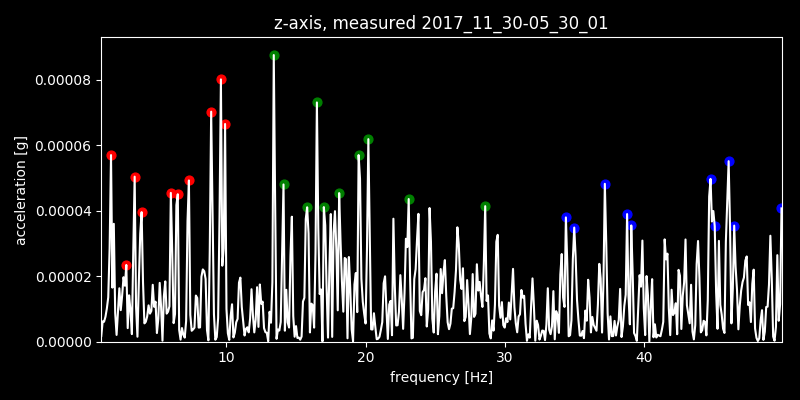 z-axis, measured 2017_11_30-05_30_01
0.00008
0.00006
0.00004
0.00002
0.00000
acceleration [g]
10 20 30 40
frequency [Hz]